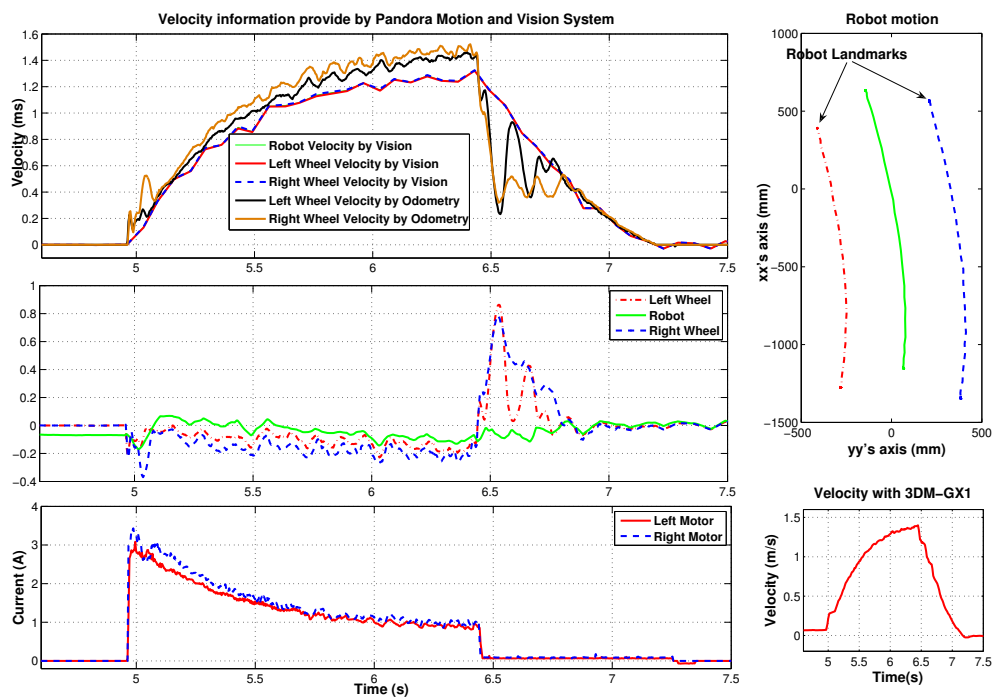 Velocity information provide by Pandora Motion and Vision System
1.6
1.4
1.2
1
0.8
0.6
0.4
0.2
0
Velocity (ms)
Robot Velocity by Vision
Left Wheel Velocity by Vision
Right Wheel Velocity by Vision
Left Wheel Velocity by Odometry
Right Wheel Velocity by Odometry
5 5.5 6 6.5 7 7.5
1
0.8
0.6
0.4
0.2
0
−0.2
−0.4
Left Wheel
Robot
Right Wheel
5 5.5 6 6.5 7 7.5
Current (A)
3
2
1
0
Left Motor
Right Motor
5 5.5 6 6.5 7 7.5
Time (s)
Robot motion
Robot Landmarks
xx's axis (mm)
1000
500
0
−500
−1000
−1500
−500 0 500
yy's axis (mm)
Velocity with 3DM−GX1
Velocity (m/s)
1.5
1
0.5
0
5 5.5 6 6.5 7 7.5
Time(s)